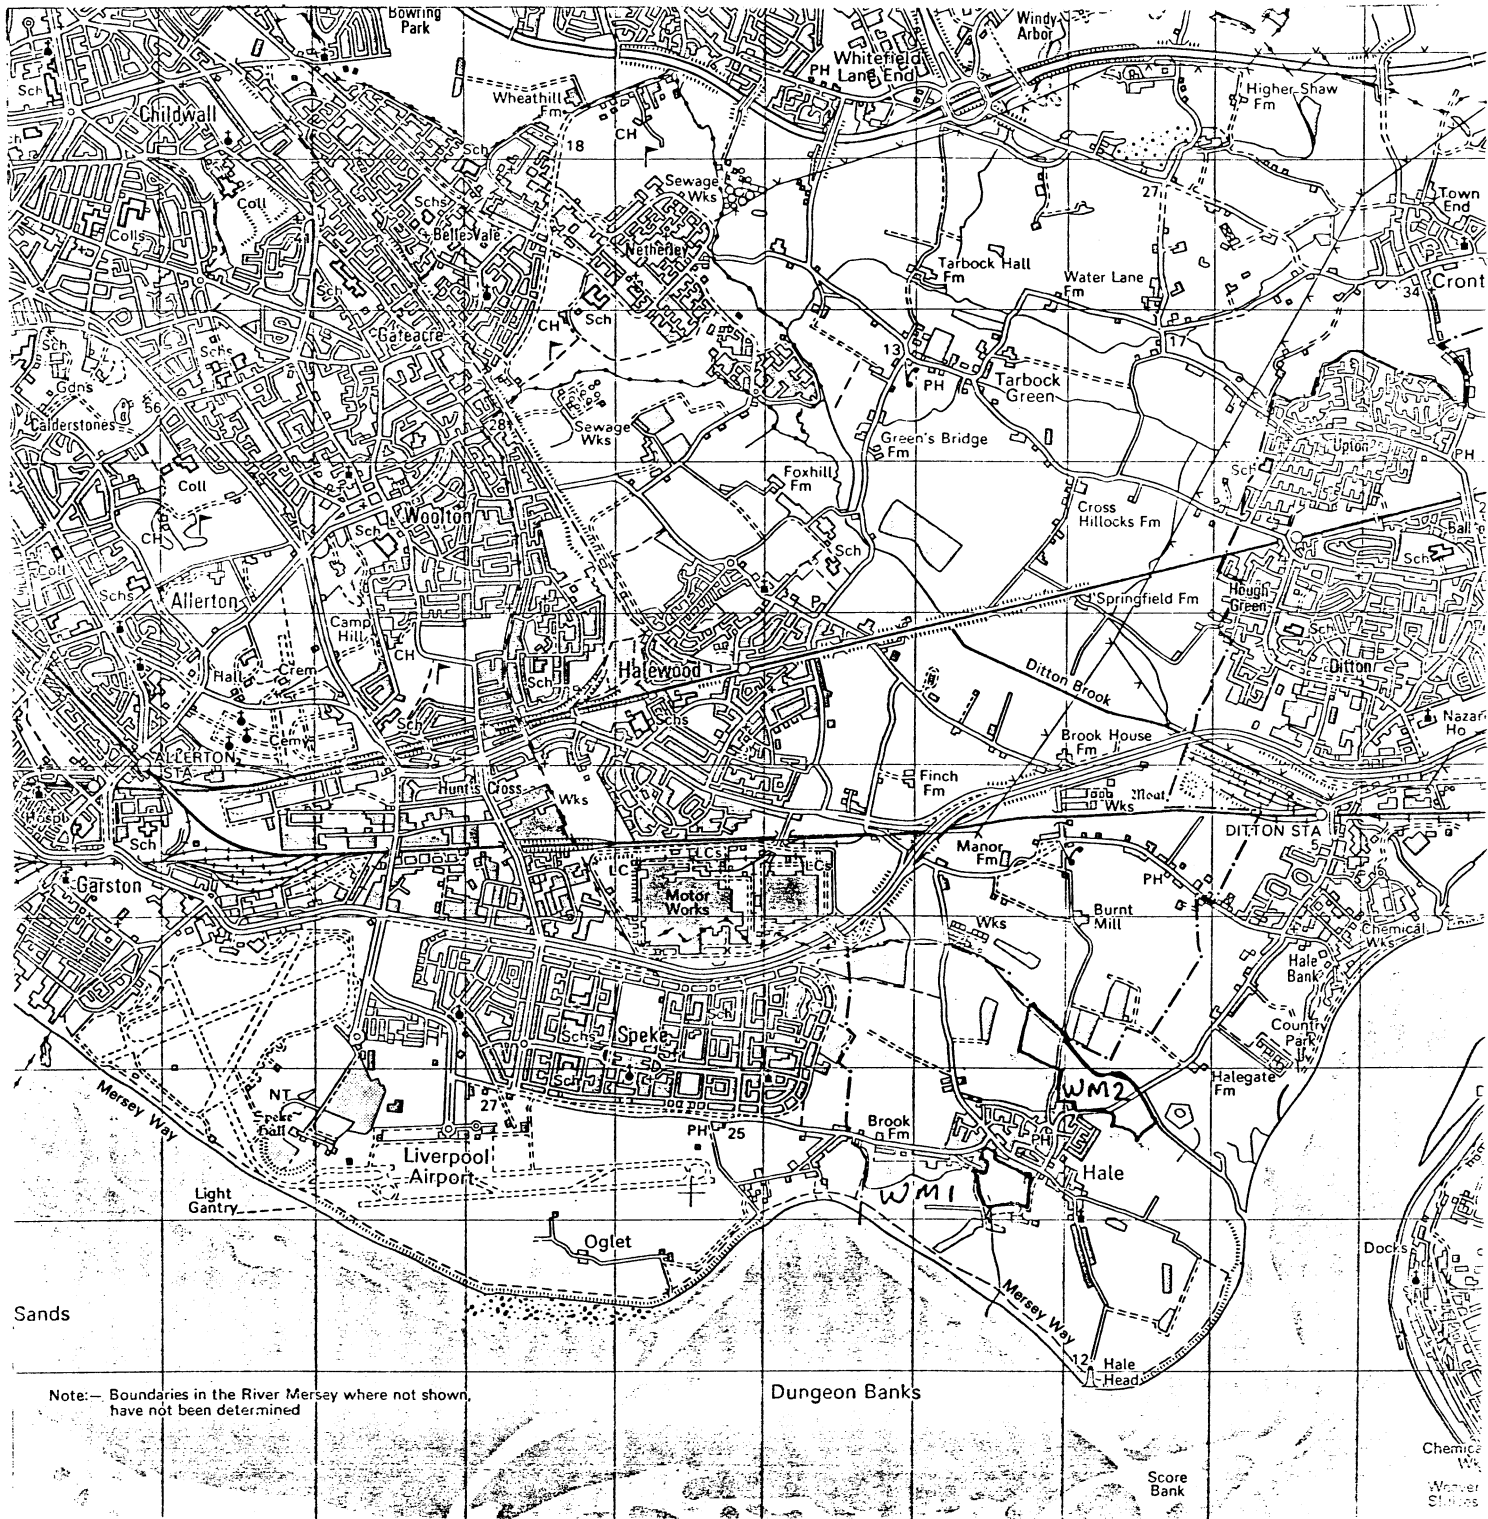 Bowring
Park
Windy
Arbor
Whitefield
Lane End
PH
Sch
Wheathill
Fm
Higher Shaw
Fm
Childwall
CH
18
Sch
Sewage
Wks
27
Town
End
Coll
Schs
Colls
Belle Vale
Netherley
21
Tarbock Hall
Fm
Water Lane
Fm
Sch
34
Cront
CH
Sch
Gateacre
Sch
Schs
13
17
PH
Tarbock
Green
Gdns
56
Calderstones
28
Sewage
Wks
Green's Bridge
Fm
Upton
PH
Sch
Coll
Foxhill
Fm
Woolton
Cross
Hillocks Fm
CH
Sch
Sch
Sch
Coll
Schs
Allerton
P
Springfield Fm
Hough
Green
Camp
Hill
Sch
CH
Halewood
Ditton
Hall
Crem
Sch
Ditton Brook
Cemy
Sch
Schs
Nazar
Ho
Brook House
Fm
ALLERTON
STA
Hunt's Cross
Wks
Finch
Fm
Moat
Wks
Hospl
Sch
DITTON STA
5
Manor
Fm
LCs
LC
LCs
PH
Garston
Motor
Works
Burnt
Mill
Wks
Chemical
Wks
Hale
Bank
Sch
Schs
Speke
Country
Park
Sch
NT
Speke
Hall
27
Halegate
Fm
WM2
Mersey Way
PH
25
Brook
Fm
PH
Liverpool
Airport
Hale
WM1
Light
Gantry
T
Oglet
Docks
Sands
Mersey Way
12
Hale
Head
Note:— Boundaries in the River Mersey where not shown,
have not been determined
Dungeon Banks
Score
Bank